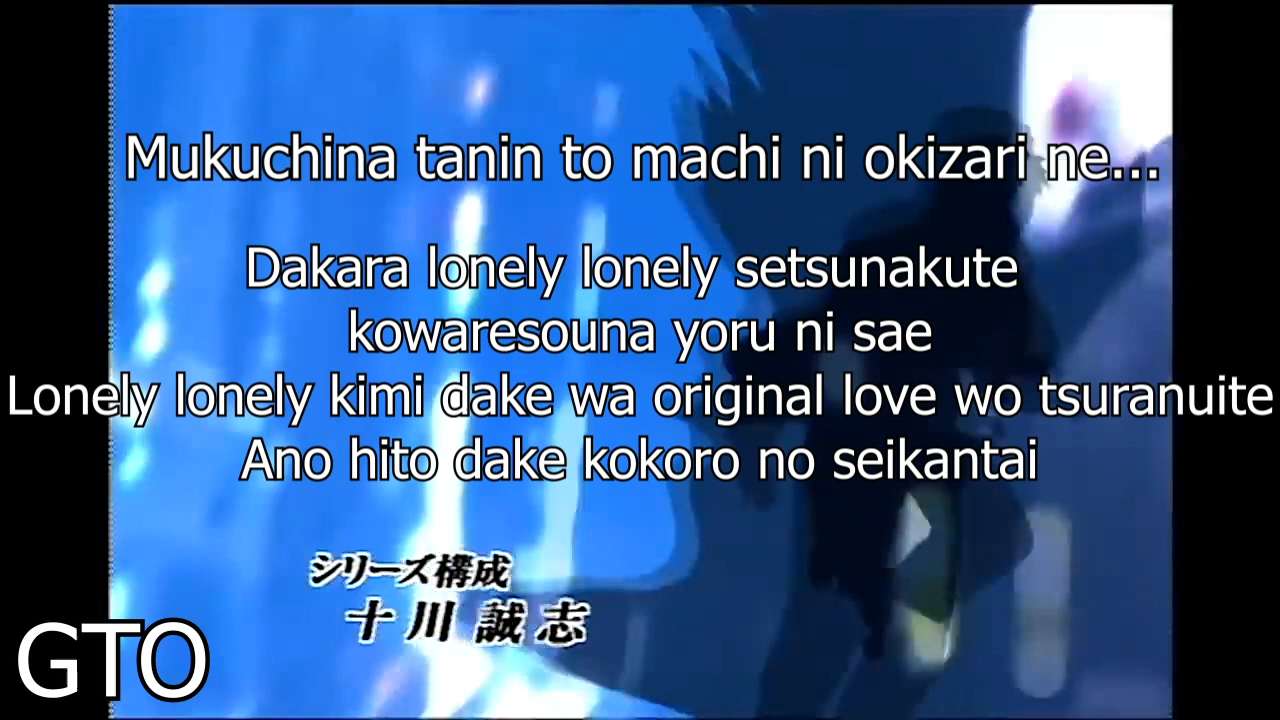 Mukuchina tanin to machi ni okizari ne...
Dakara lonely lonely setsunakute
kowaresouna yoru ni sae
Lonely lonely kimi dake wa original love wo tsuranuite
Ano hito dake kokoro no seikantai
シリーズ構成
十川誠志
GTO